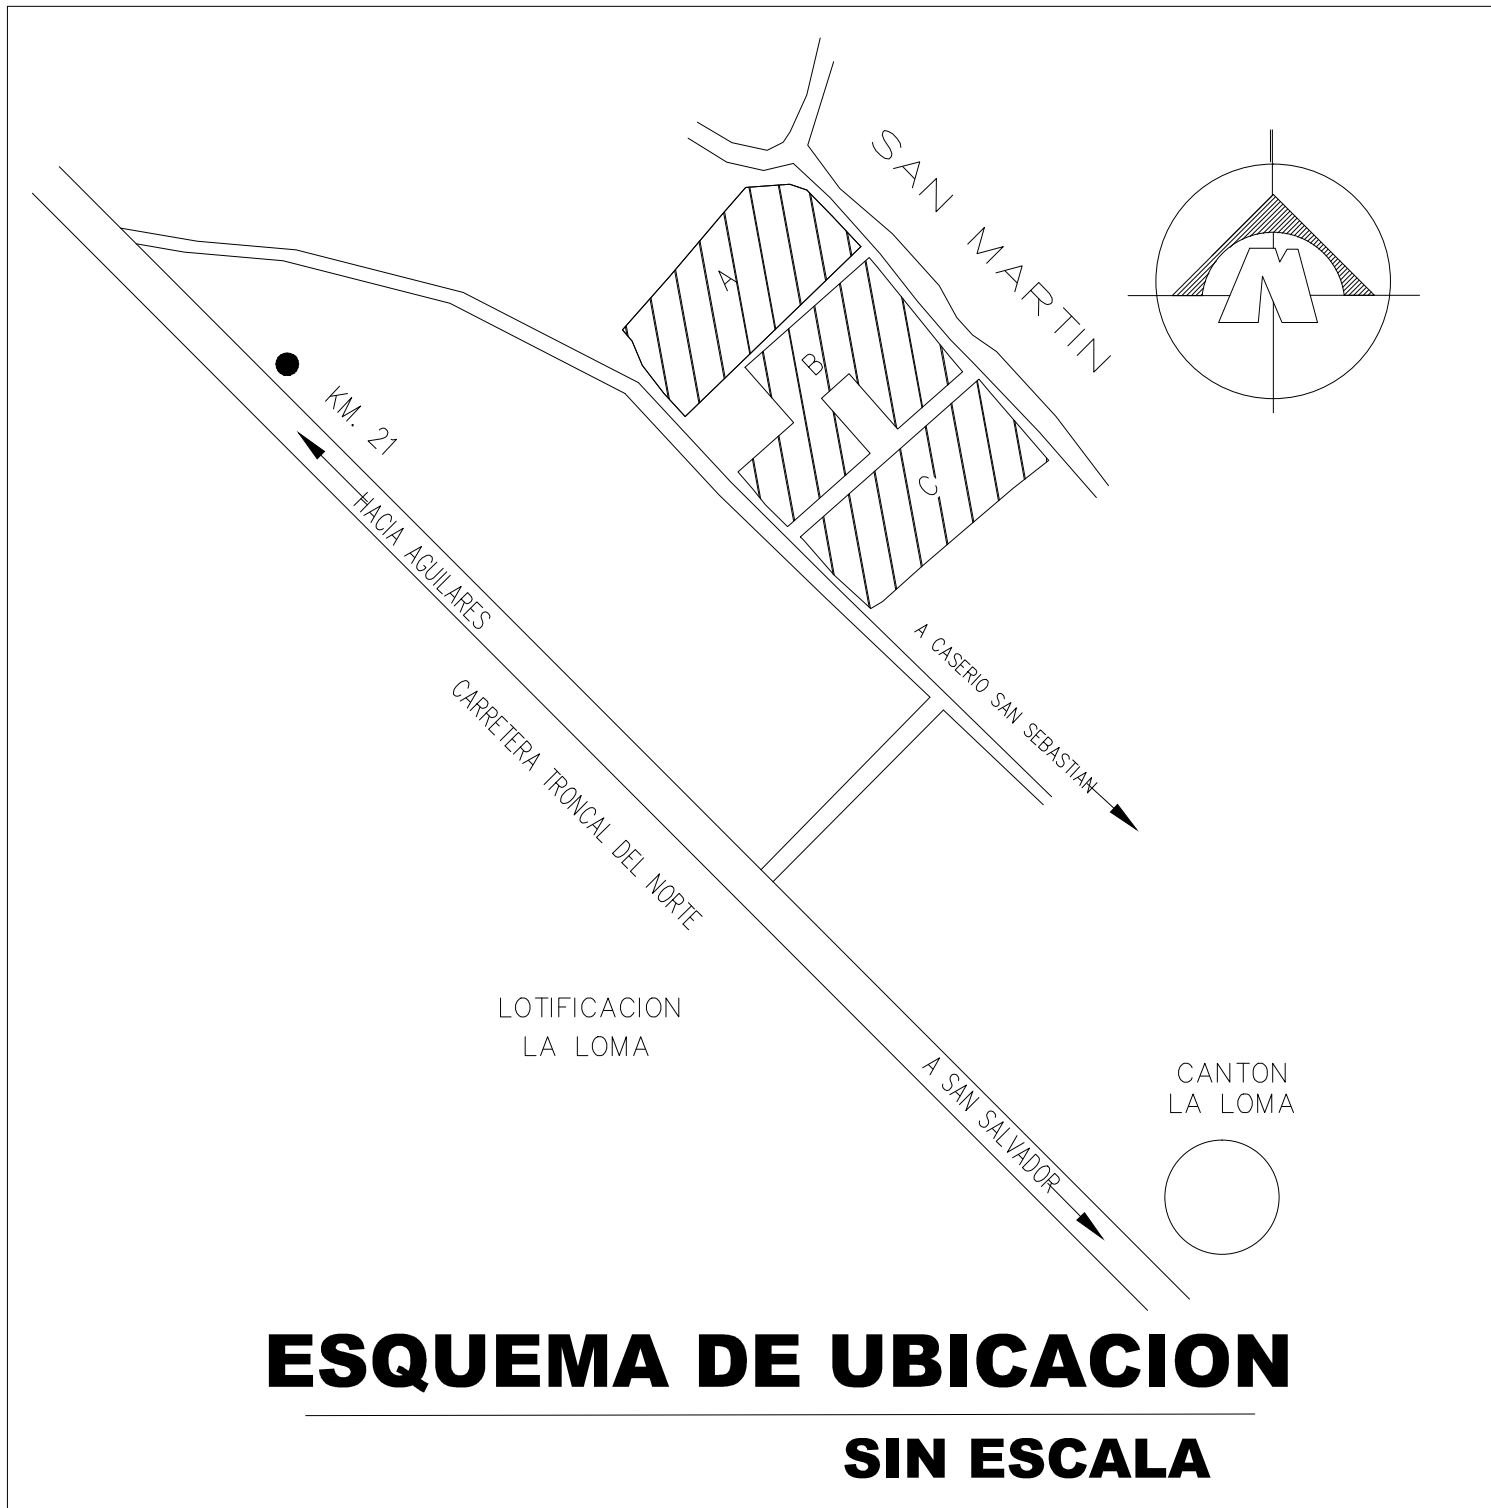 SAN MARTIN
N
A
B
C
KM. 21
HACIA AGUILARES
A CASERIO SAN SEBASTIAN
CARRETERA TRONCAL DEL NORTE
LOTIFICACION
LA LOMA
A SAN SALVADOR
CANTON
LA LOMA
ESQUEMA DE UBICACION
SIN ESCALA